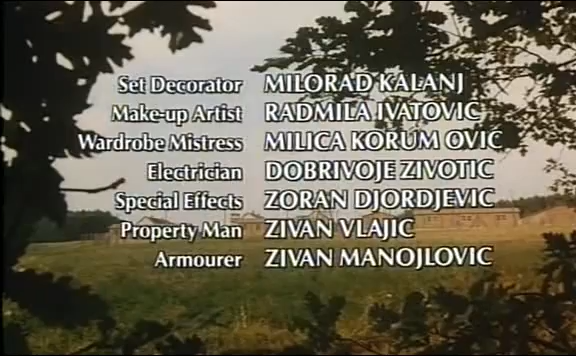 Set Decorator MILORAD KALANJ
Make-up Artist RADMILA IVATOVIC
Wardrobe Mistress MILICA KORUM OVIC
Electrician DOBRIVOJE ZIVOTIC
Special Effects ZORAN DJORDJEVIC
Property Man ZIVAN VLAJIC
Armourer ZIVAN MANOJLOVIC